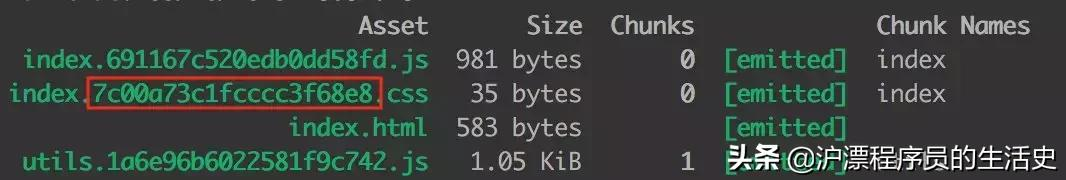 Asset Size Chunks Chunk Names
index.691167c520edb0dd58fd.js 981 bytes 0 [emitted] index
index.7c00a73c1fcccc3f68e8.css 35 bytes 0 [emitted] index
index.html 583 bytes [emitted]
utils.1a6e96b6022581f9c742.js 1.05 KiB 1
头条 @沪漂程序员的生活史